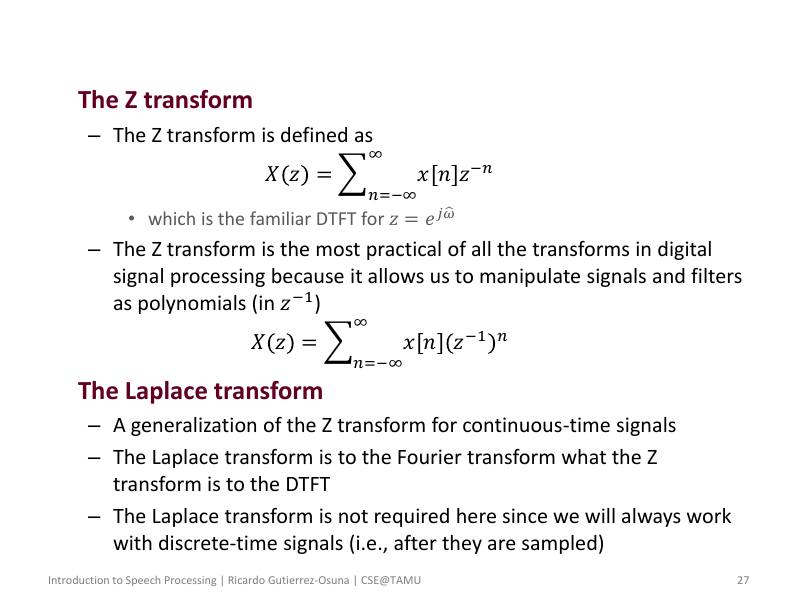 The Z transform
– The Z transform is defined as
X(z) = ∑_{n=−∞}^{∞} x[n]z^{−n}
• which is the familiar DTFT for z = e^{jω̂}
– The Z transform is the most practical of all the transforms in digital
signal processing because it allows us to manipulate signals and filters
as polynomials (in z^{−1})
X(z) = ∑_{n=−∞}^{∞} x[n](z^{−1})^n
The Laplace transform
– A generalization of the Z transform for continuous-time signals
– The Laplace transform is to the Fourier transform what the Z
transform is to the DTFT
– The Laplace transform is not required here since we will always work
with discrete-time signals (i.e., after they are sampled)
Introduction to Speech Processing | Ricardo Gutierrez-Osuna | CSE@TAMU 27